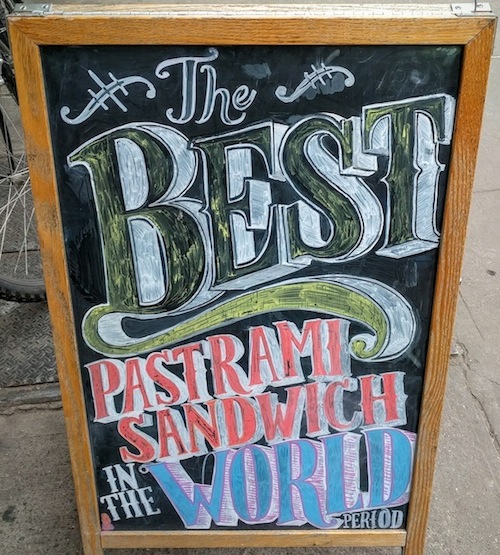 The
BEST
PASTRAMI
SANDWICH
IN THE
WORLD
PERIOD